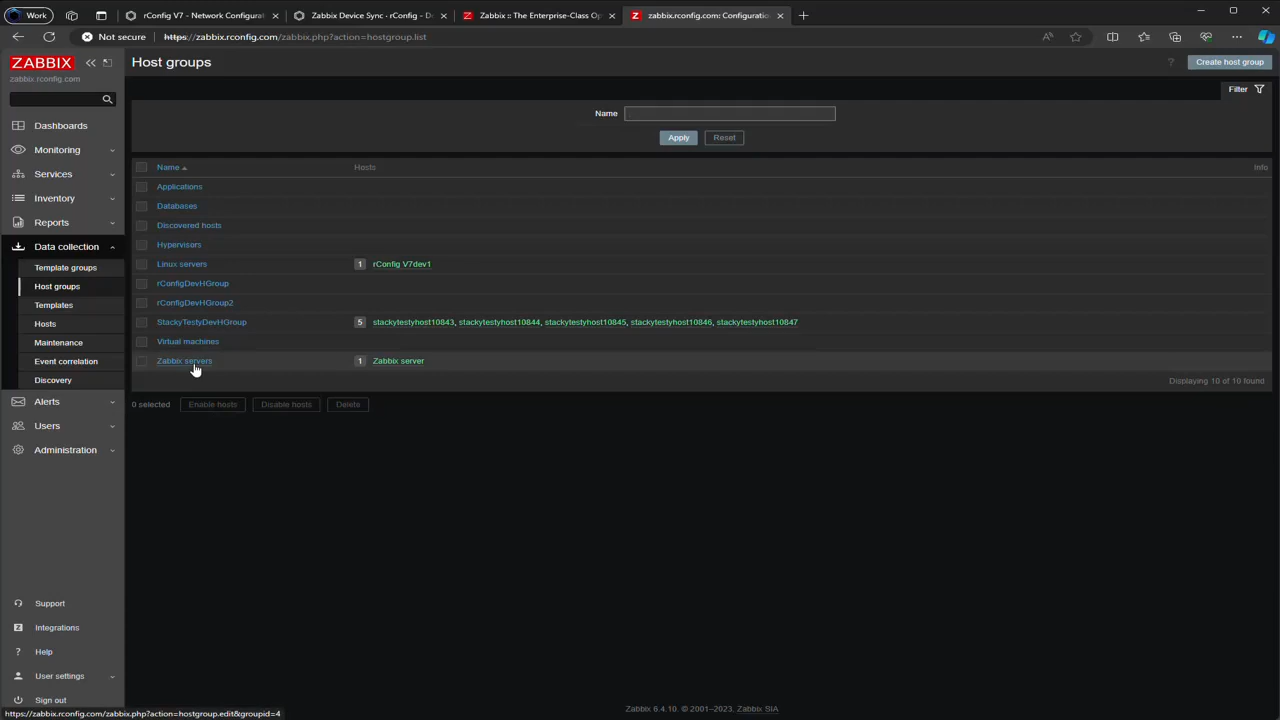 Work
rConfig V7 - Network Configurat
Zabbix Device Sync · rConfig - D
Zabbix :: The Enterprise-Class Op
zabbix.rconfig.com: Configuratio
Not secure
https://zabbix.rconfig.com/zabbix.php?action=hostgroup.list
ZABBIX
zabbix.rconfig.com
Host groups
? Create host group
Filter
Name
Apply Reset
Dashboards
Monitoring
Services
Inventory
Reports
Data collection
Template groups
Host groups
Templates
Hosts
Maintenance
Event correlation
Discovery
Alerts
Users
Administration
Name Hosts Info
Applications
Databases
Discovered hosts
Hypervisors
Linux servers 1 rConfig V7dev1
rConfigDevHGroup
rConfigDevHGroup2
StackyTestyDevHGroup 5 stackytestyhost10843, stackytestyhost10844, stackytestyhost10845, stackytestyhost10846, stackytestyhost10847
Virtual machines
Zabbix servers 1 Zabbix server
Displaying 10 of 10 found
0 selected Enable hosts Disable hosts Delete
Support
Z Integrations
? Help
User settings
Sign out
https://zabbix.rconfig.com/zabbix.php?action=hostgroup.edit&groupid=4
Zabbix 6.4.10. © 2001–2023, Zabbix SIA